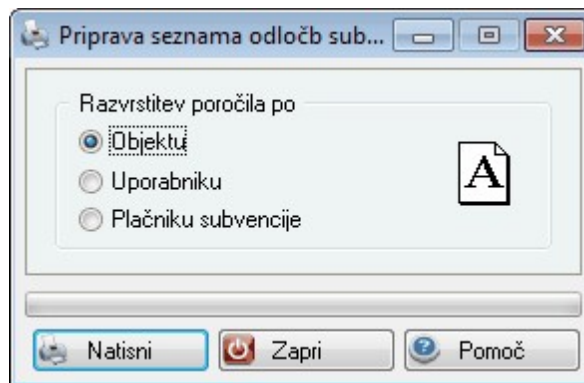 Priprava seznama odločb sub...
Razvrstitev poročila po
Objektu
Uporabniku
Plačniku subvencije
A
Natisni
Zapri
Pomoč